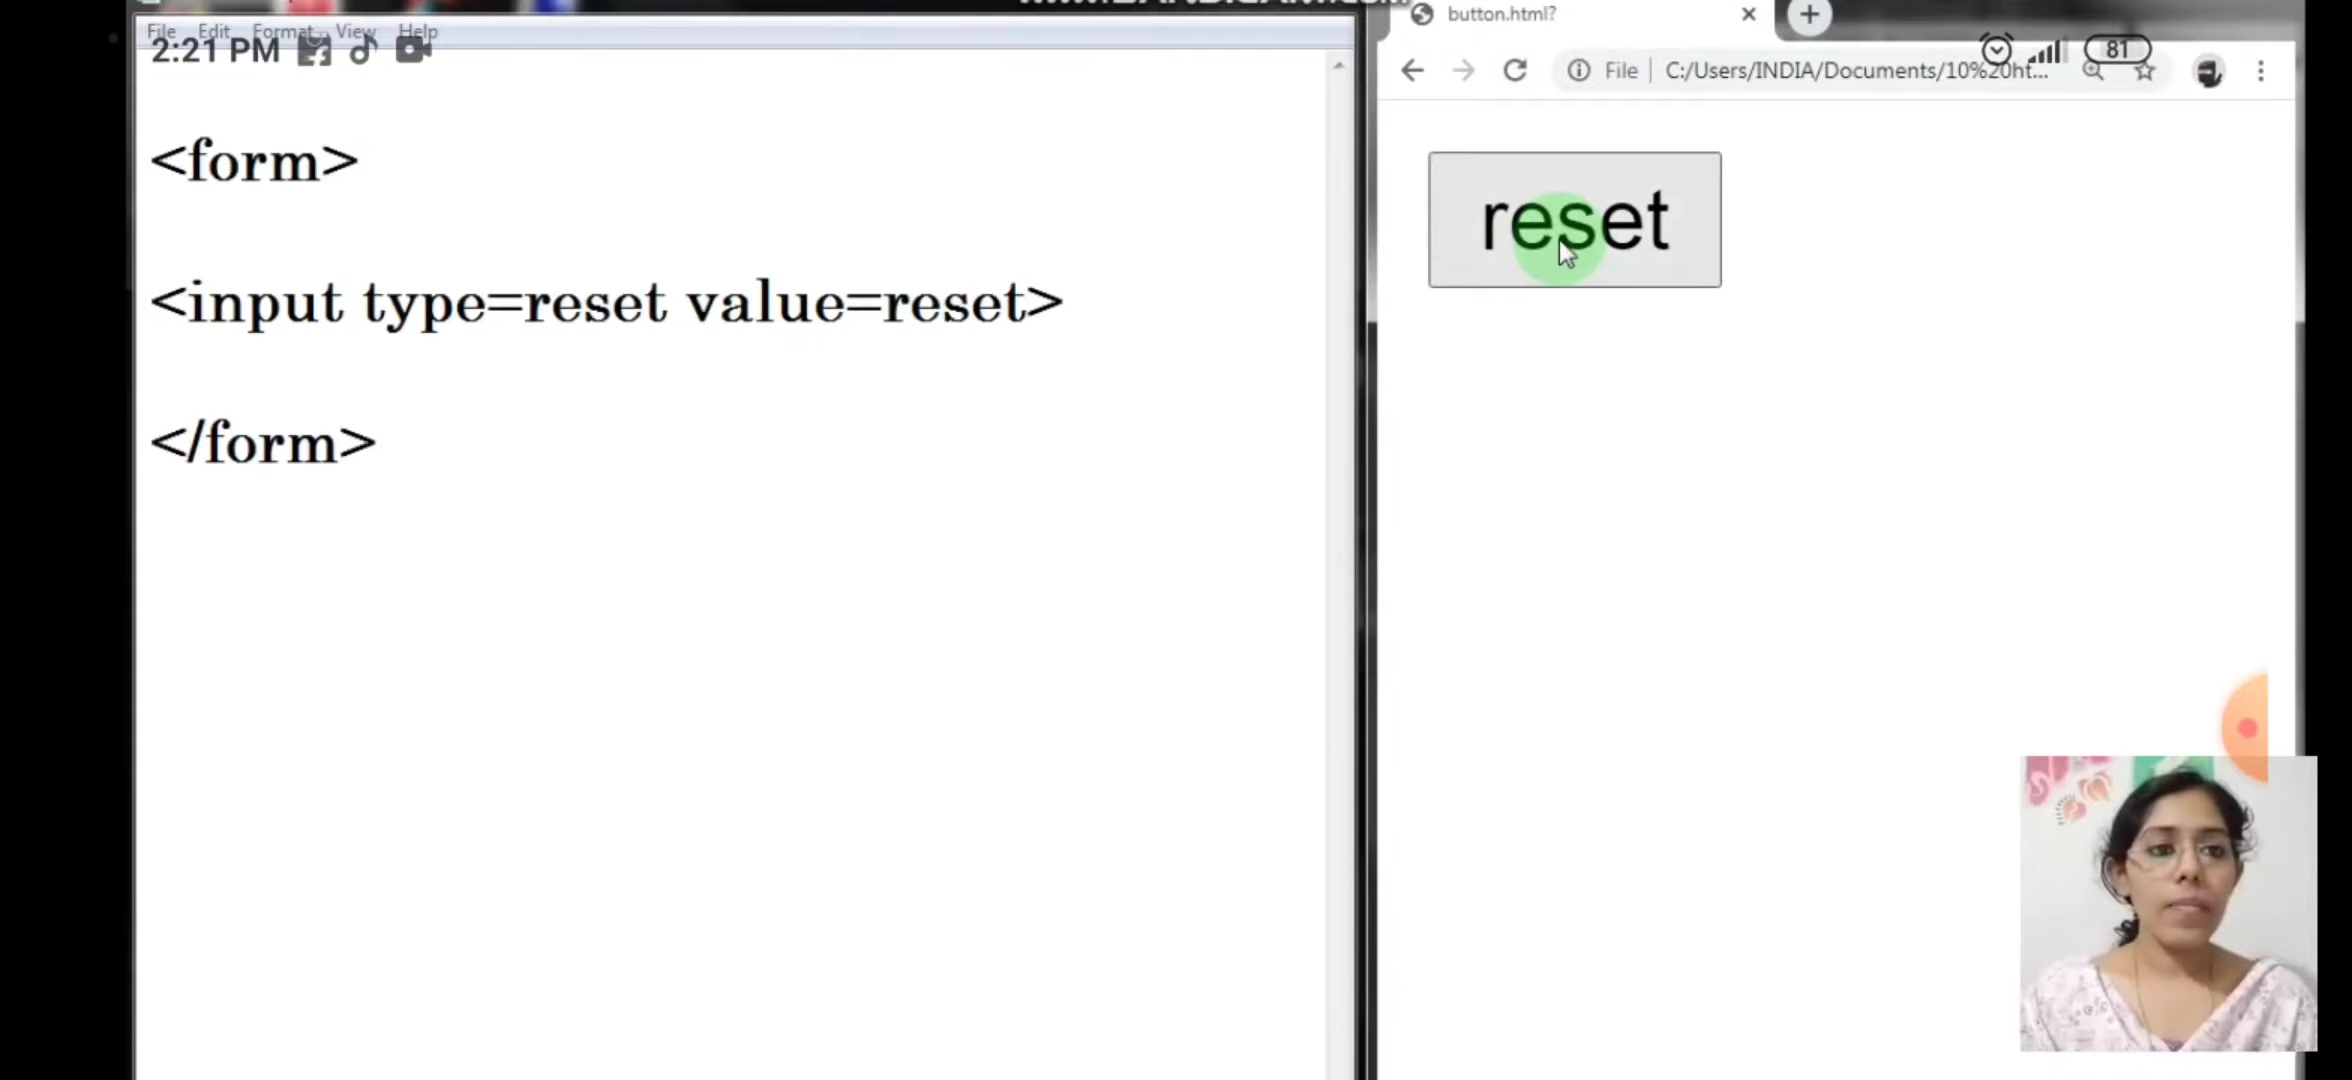 button.html?
File Edit Format View Help
2:21 PM
81
File C:/Users/INDIA/Documents/10%20ht...
<form>
<input type=reset value=reset>
</form>
reset